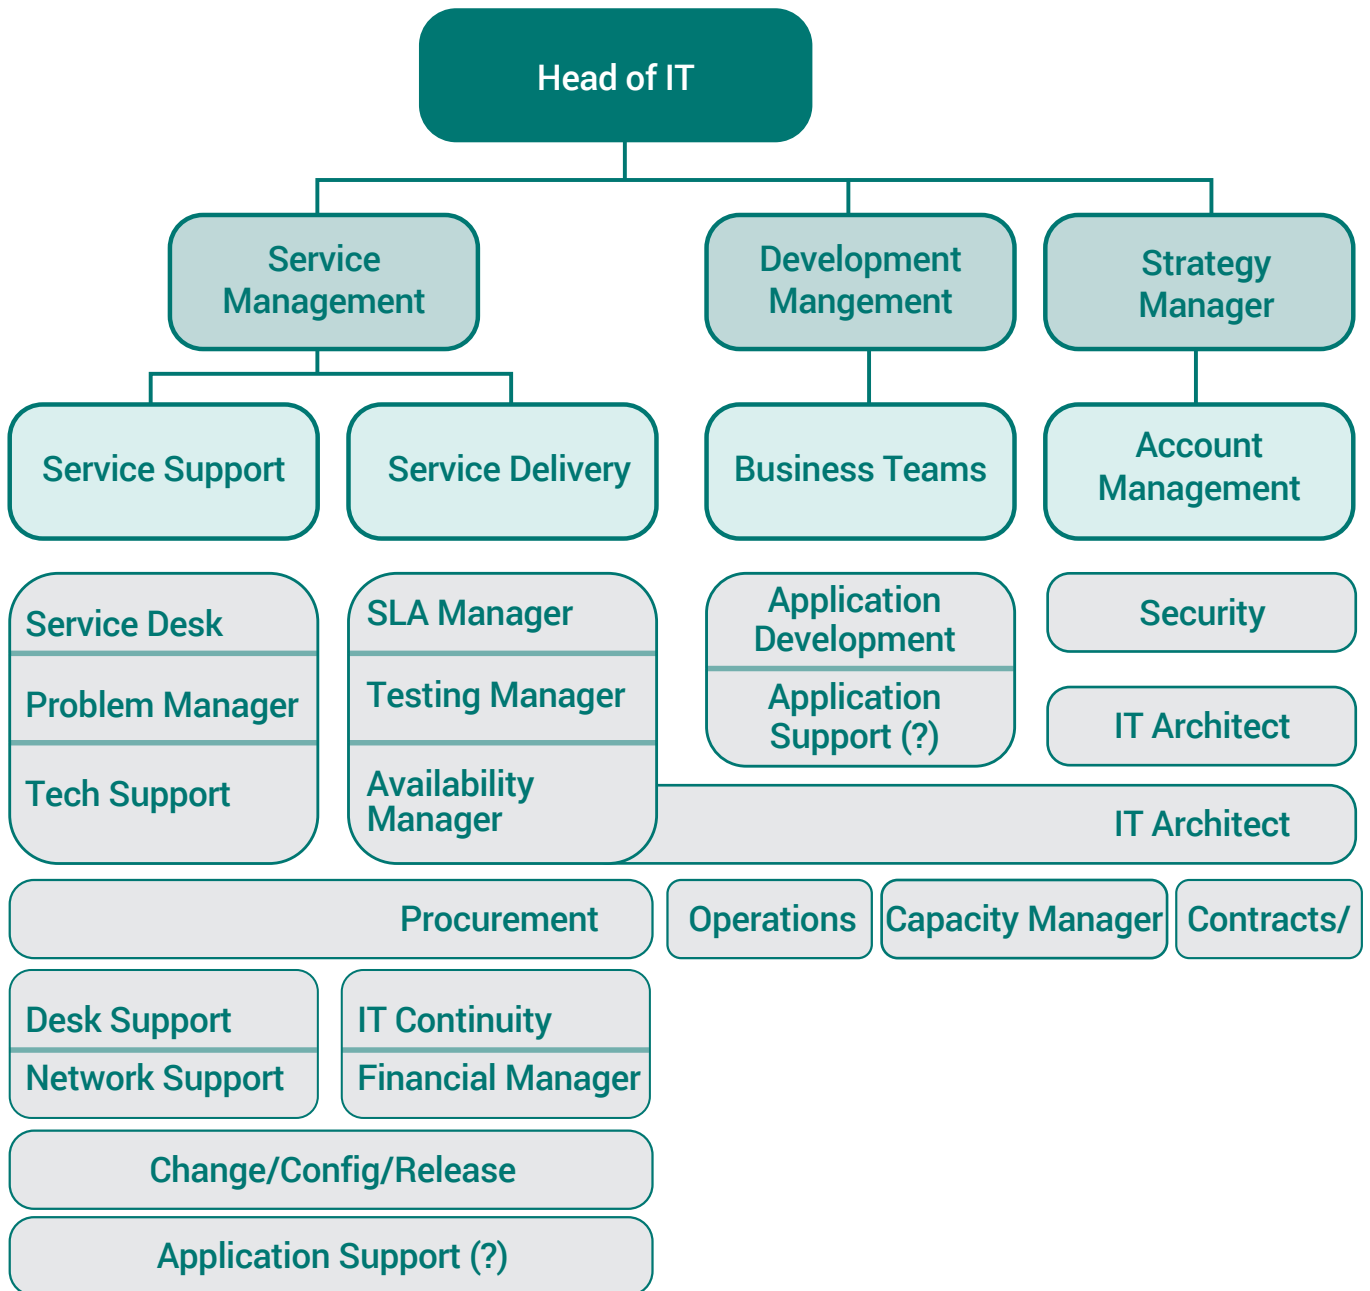 Head of IT
Service
Management
Development
Mangement
Strategy
Manager
Service Support
Service Delivery
Business Teams
Account
Management
Service Desk
Problem Manager
Tech Support
SLA Manager
Testing Manager
Availability
Manager
Application
Development
Application
Support (?)
Security
IT Architect
IT Architect
Procurement
Operations
Capacity Manager
Contracts/
Desk Support
Network Support
IT Continuity
Financial Manager
Change/Config/Release
Application Support (?)